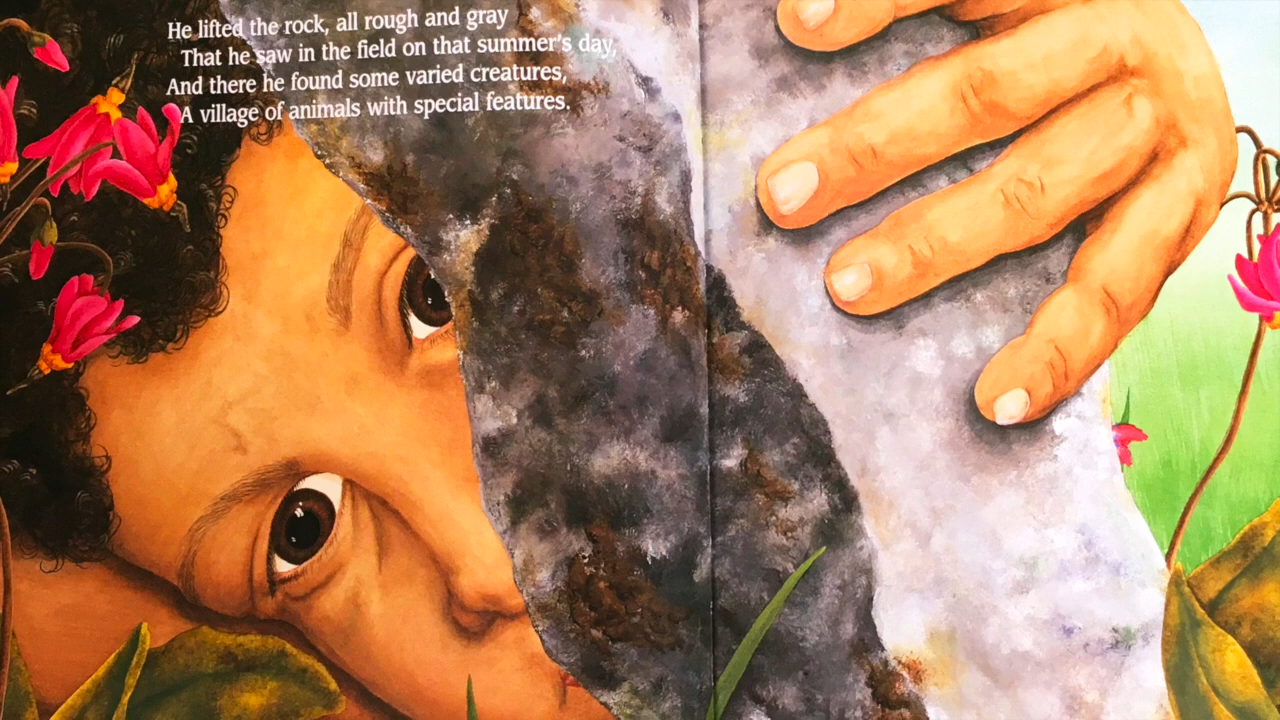 He lifted the rock, all rough and gray
That he saw in the field on that summer's day,
And there he found some varied creatures,
A village of animals with special features.